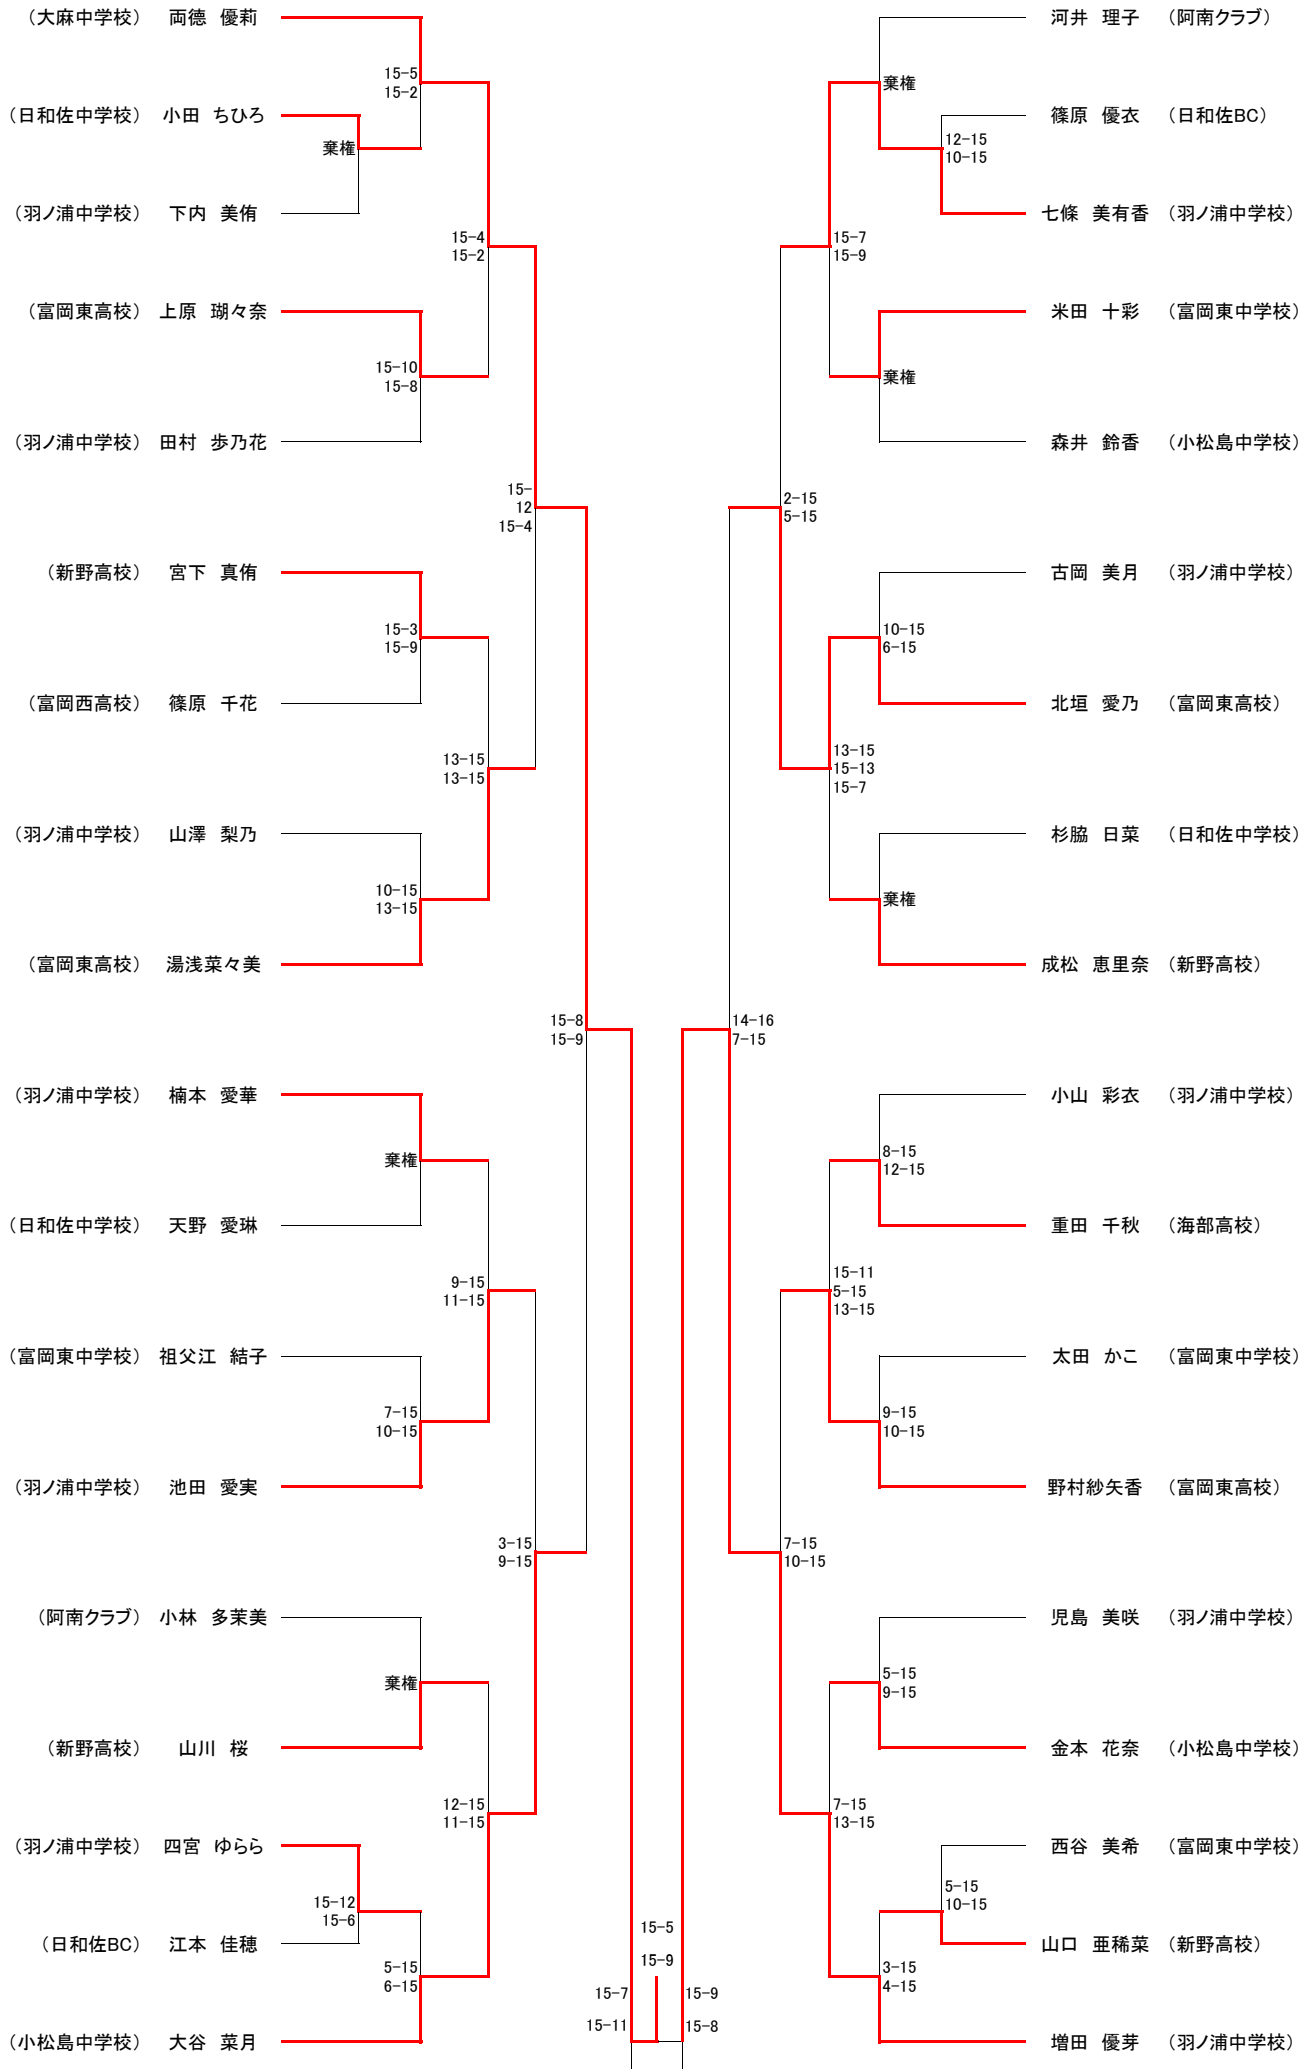 (大麻中学校) 両德 優莉
15-5
15-2
(日和佐中学校) 小田 ちひろ
棄権
(羽ノ浦中学校) 下内 美侑
15-4
15-2
(富岡東高校) 上原 瑚々奈
15-10
15-8
(羽ノ浦中学校) 田村 歩乃花
15-
12
15-4
(新野高校) 宮下 真侑
15-3
15-9
(富岡西高校) 篠原 千花
13-15
13-15
(羽ノ浦中学校) 山澤 梨乃
10-15
13-15
(富岡東高校) 湯浅菜々美
15-8
15-9
(羽ノ浦中学校) 楠本 愛華
棄権
(日和佐中学校) 天野 愛琳
9-15
11-15
(富岡東中学校) 祖父江 結子
7-15
10-15
(羽ノ浦中学校) 池田 愛実
3-15
9-15
(阿南クラブ) 小林 多茉美
棄権
(新野高校) 山川 桜
12-15
11-15
(羽ノ浦中学校) 四宮 ゆらら
15-12
15-6
(日和佐BC) 江本 佳穂
5-15
6-15
(小松島中学校) 大谷 菜月
15-7
15-11
15-5
15-9
15-9
15-8
河井 理子 (阿南クラブ)
棄権
篠原 優衣 (日和佐BC)
12-15
10-15
七條 美有香 (羽ノ浦中学校)
15-7
15-9
米田 十彩 (富岡東中学校)
棄権
森井 鈴香 (小松島中学校)
2-15
5-15
古岡 美月 (羽ノ浦中学校)
10-15
6-15
北垣 愛乃 (富岡東高校)
13-15
15-13
15-7
杉脇 日菜 (日和佐中学校)
棄権
成松 恵里奈 (新野高校)
14-16
7-15
小山 彩衣 (羽ノ浦中学校)
8-15
12-15
重田 千秋 (海部高校)
15-11
5-15
13-15
太田 かこ (富岡東中学校)
9-15
10-15
野村紗矢香 (富岡東高校)
7-15
10-15
児島 美咲 (羽ノ浦中学校)
5-15
9-15
金本 花奈 (小松島中学校)
7-15
13-15
西谷 美希 (富岡東中学校)
5-15
10-15
山口 亜稀菜 (新野高校)
3-15
4-15
増田 優芽 (羽ノ浦中学校)